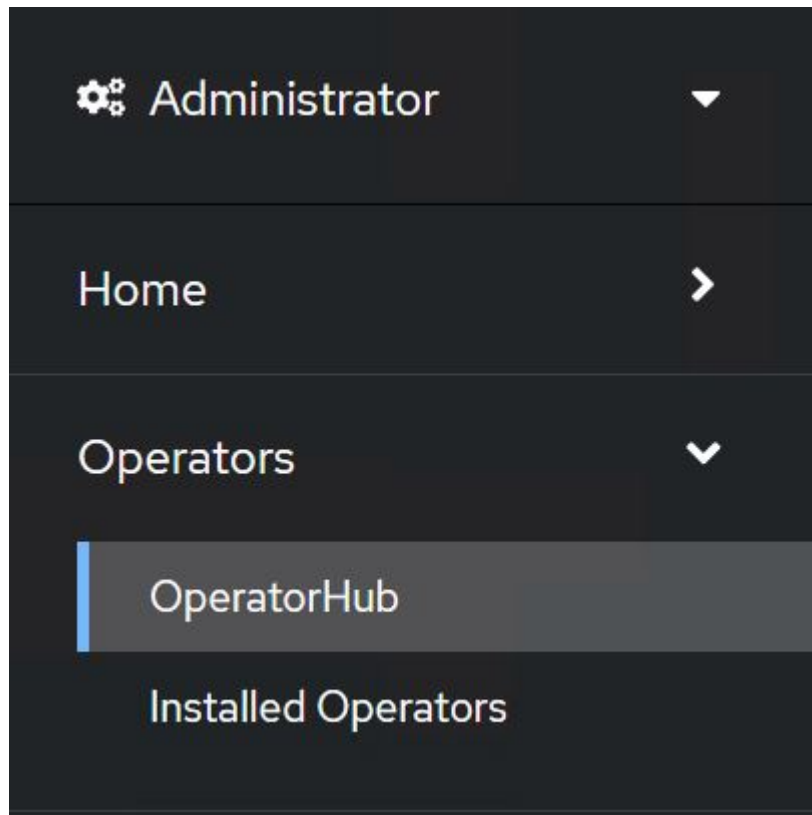 Administrator
Home
Operators
OperatorHub
Installed Operators